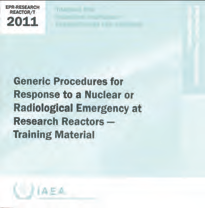 EPR-RESEARCH
REACTOR/T
2011
Generic Procedures for
Response to a Nuclear or
Radiological Emergency at
Research Reactors —
Training Material
IAEA